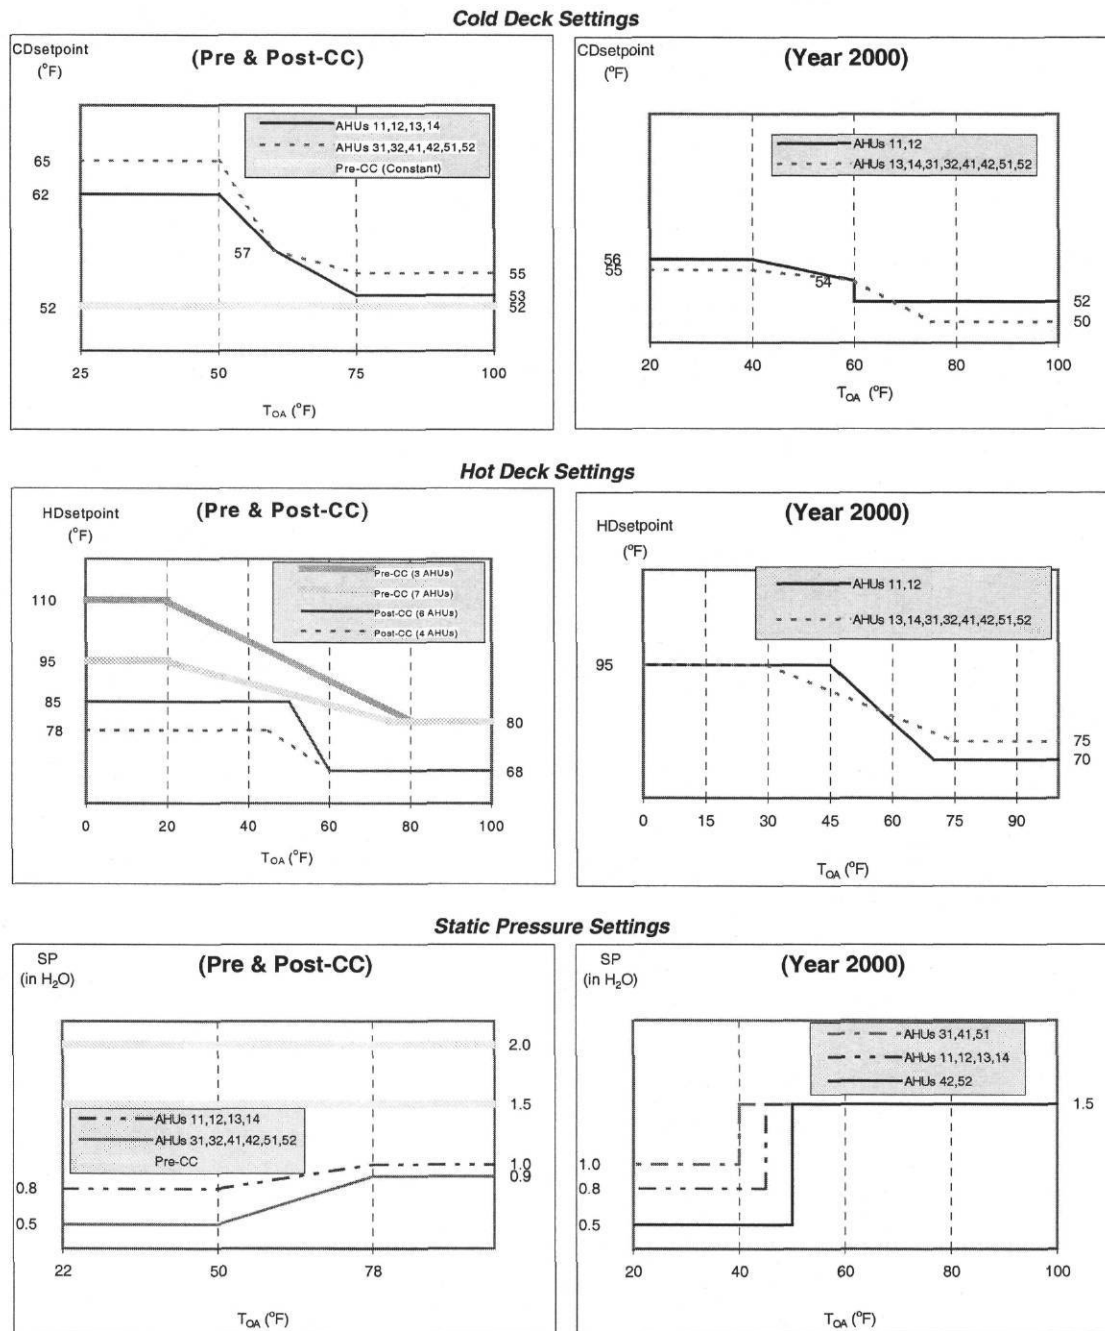 Cold Deck Settings
CDsetpoint
(°F)
(Pre & Post-CC)
AHUs 11,12,13,14
AHUs 31,32,41,42,51,52
Pre-CC (Constant)
65
62
57
55
53
52
52
25
50
75
100
TOA (°F)
CDsetpoint
(°F)
(Year 2000)
AHUs 11,12
AHUs 13,14,31,32,41,42,51,52
56
55
54
52
50
20
40
60
80
100
TOA (°F)
Hot Deck Settings
HDsetpoint
(°F)
(Pre & Post-CC)
Pre-CC (3 AHUs)
Pre-CC (7 AHUs)
Post-CC (6 AHUs)
Post-CC (4 AHUs)
110
95
85
78
80
68
0
20
40
60
80
100
TOA (°F)
HDsetpoint
(°F)
(Year 2000)
AHUs 11,12
AHUs 13,14,31,32,41,42,51,52
95
75
70
0
15
30
45
60
75
90
TOA (°F)
Static Pressure Settings
SP
(in H2O)
(Pre & Post-CC)
2.0
1.5
AHUs 11,12,13,14
AHUs 31,32,41,42,51,52
Pre-CC
1.0
0.9
0.8
0.5
22
50
78
TOA (°F)
SP
(in H2O)
(Year 2000)
AHUs 31,41,51
AHUs 11,12,13,14
AHUs 42,52
1.5
1.0
0.8
0.5
20
40
60
80
100
TOA (°F)